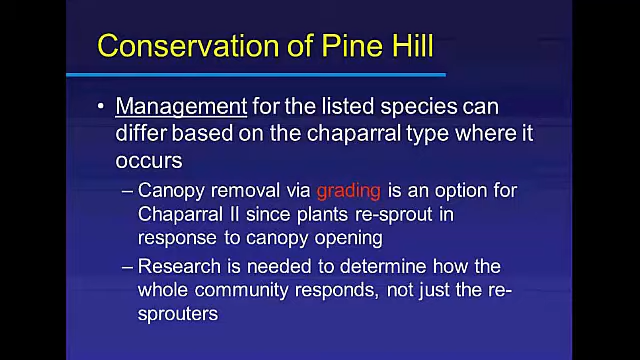 Conservation of Pine Hill
• Management for the listed species can
differ based on the chaparral type where it
occurs
– Canopy removal via grading is an option for
Chaparral II since plants re-sprout in
response to canopy opening
– Research is needed to determine how the
whole community responds, not just the re-
sprouters